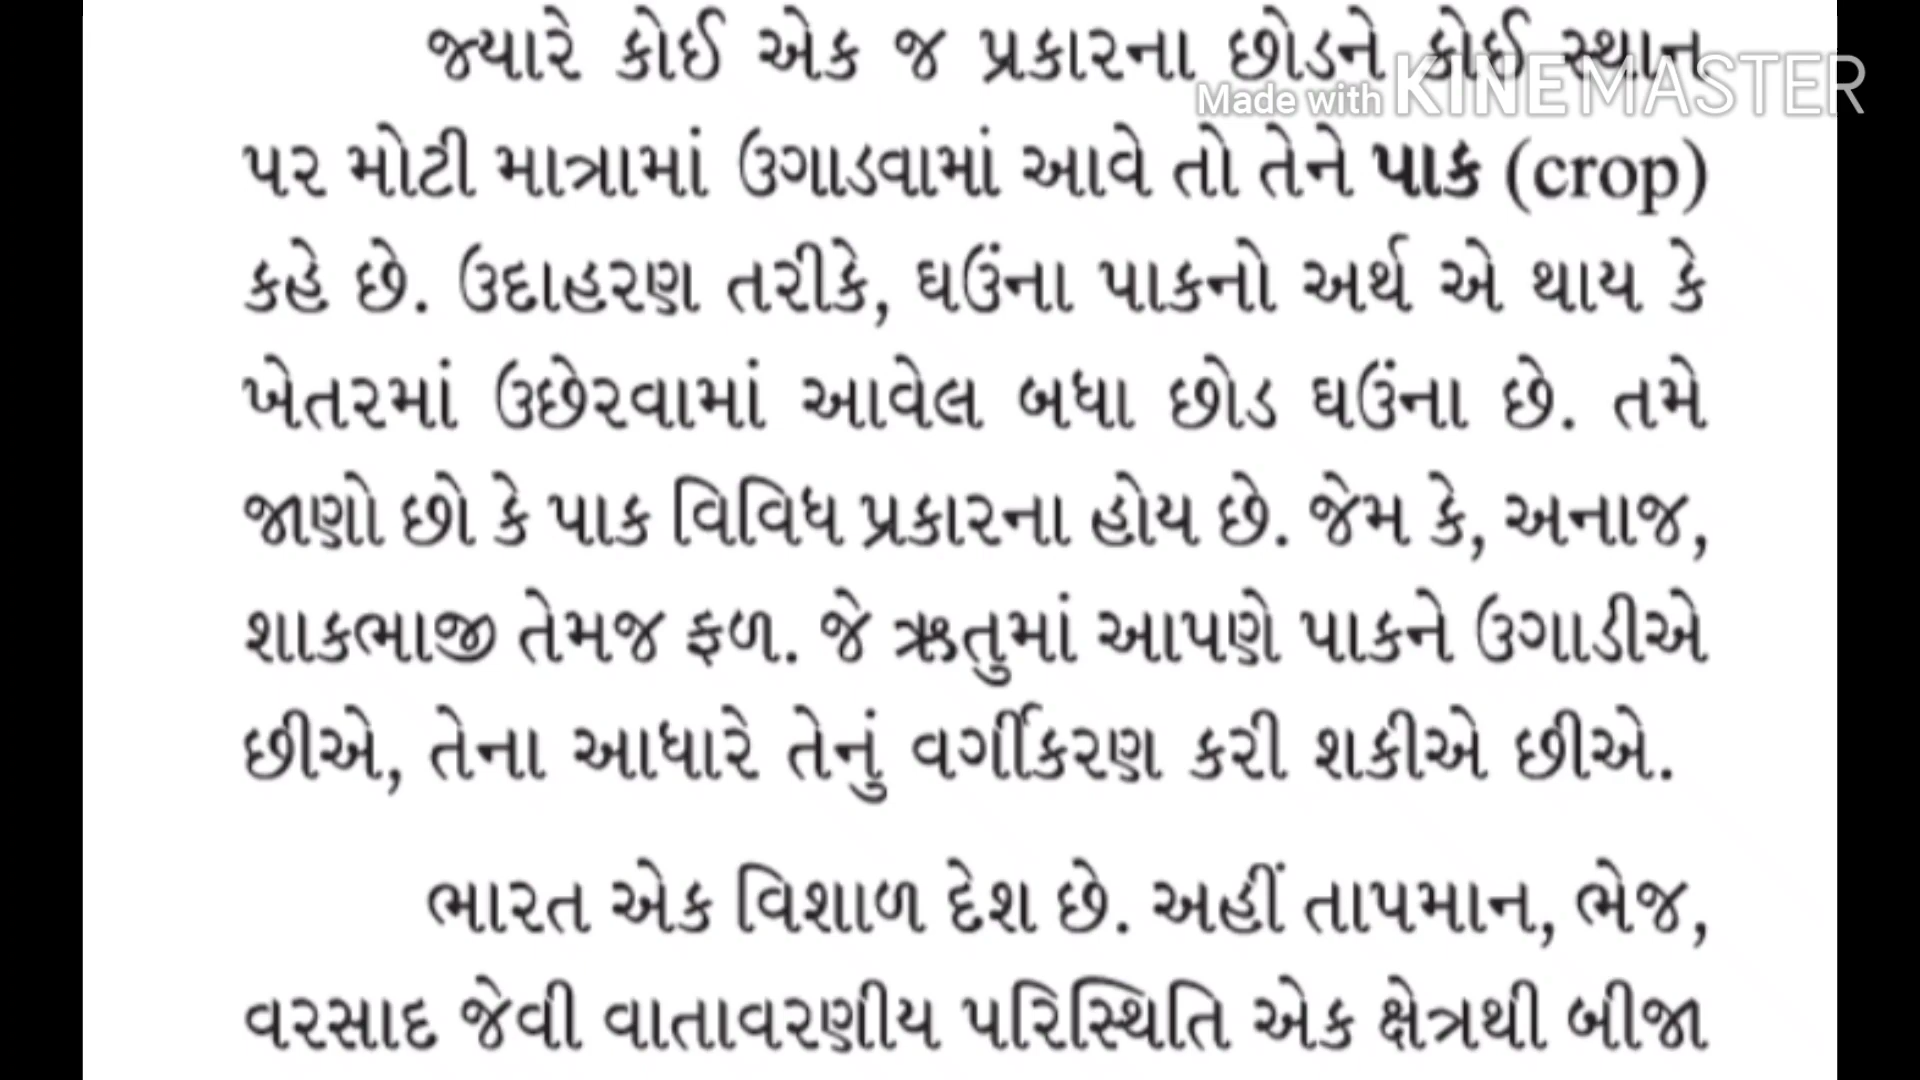 જ્યારે કોઈ એક જ પ્રકારના છોડને કોઈ સ્થાન
Made with KINEMASTER
પર મોટી માત્રામાં ઉગાડવામાં આવે તો તેને પાક (crop)
કહે છે. ઉદાહરણ તરીકે, ઘઉંના પાકનો અર્થ એ થાય કે
ખેતરમાં ઉછેરવામાં આવેલ બધા છોડ ઘઉંના છે. તમે
જાણો છો કે પાક વિવિધ પ્રકારના હોય છે. જેમ કે, અનાજ,
શાકભાજી તેમજ ફળ. જે ઋતુમાં આપણે પાકને ઉગાડીએ
છીએ, તેના આધારે તેનું વર્ગીકરણ કરી શકીએ છીએ.
ભારત એક વિશાળ દેશ છે. અહીં તાપમાન, ભેજ,
વરસાદ જેવી વાતાવરણીય પરિસ્થિતિ એક ક્ષેત્રથી બીજા